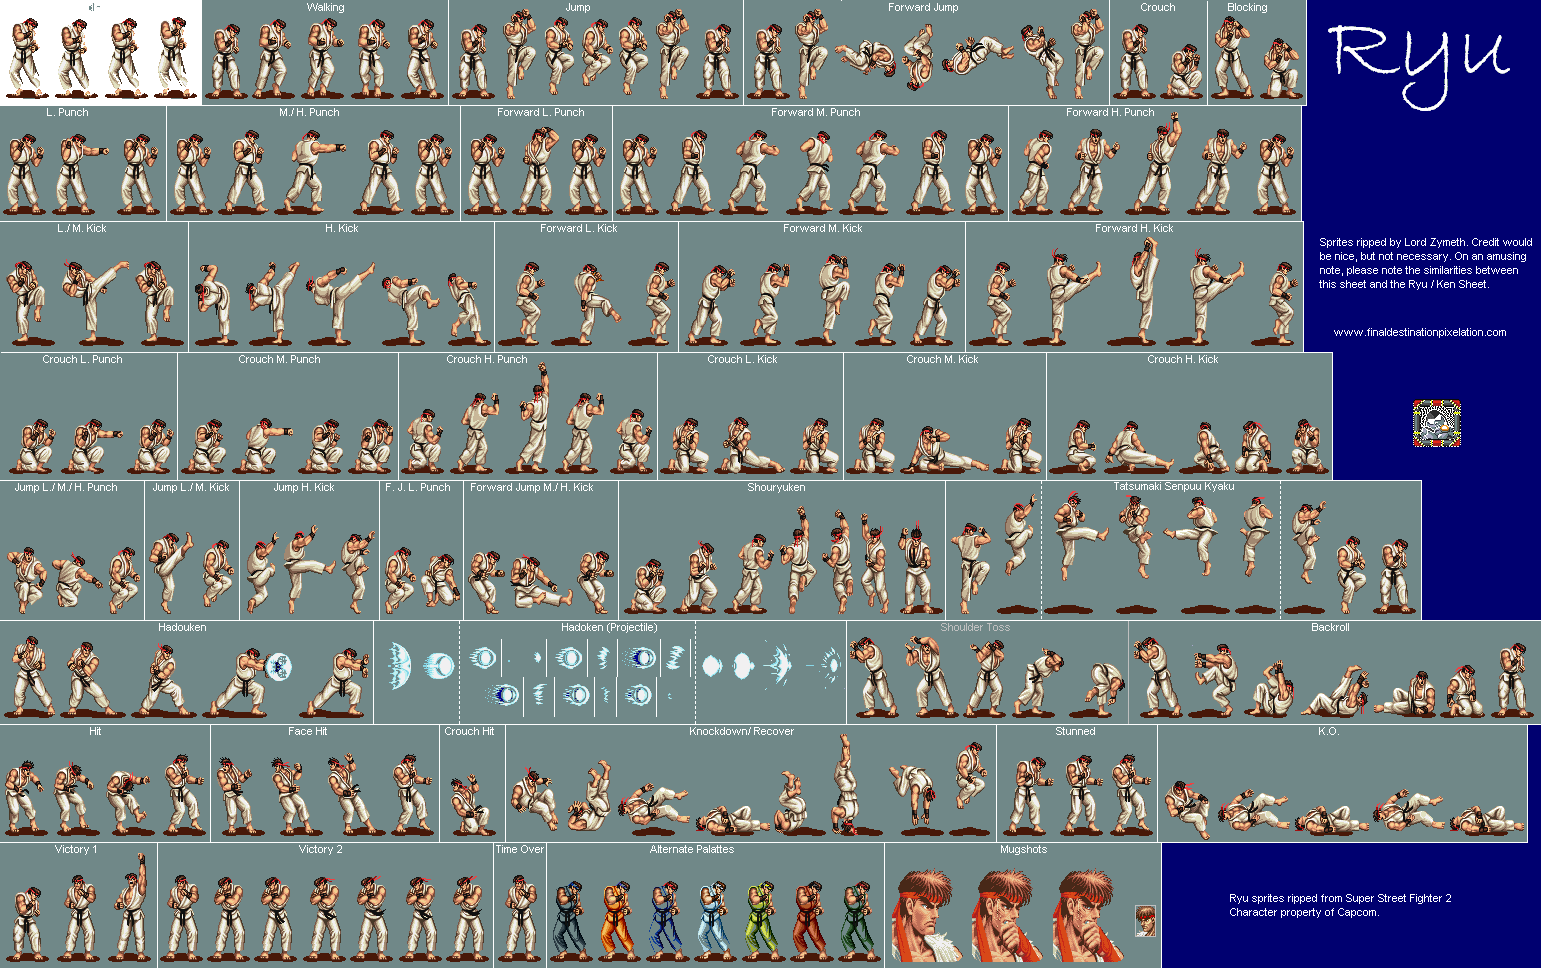 Walking
Jump
Forward Jump
Crouch
Blocking
Ryu
L. Punch
M./ H. Punch
Forward L. Punch
Forward M. Punch
Forward H. Punch
L./ M. Kick
H. Kick
Forward L. Kick
Forward M. Kick
Forward H. Kick
Sprites ripped by Lord Zymeth. Credit would
be nice, but not necessary. On an amusing
note, please note the similarities between
this sheet and the Ryu / Ken Sheet.
www.finaldestinationpixelation.com
Crouch L. Punch
Crouch M. Punch
Crouch H. Punch
Crouch L. Kick
Crouch M. Kick
Crouch H. Kick
Jump L./ M./ H. Punch
Jump L./ M. Kick
Jump H. Kick
F. J. L. Punch
Forward Jump M./ H. Kick
Shouryuken
Tatsumaki Senpuu Kyaku
Hadouken
Hadoken (Projectile)
Shoulder Toss
Backroll
Hit
Face Hit
Crouch Hit
Knockdown/ Recover
Stunned
K.O.
Victory 1
Victory 2
Time Over
Alternate Palattes
Mugshots
Ryu sprites ripped from Super Street Fighter 2
Character property of Capcom.